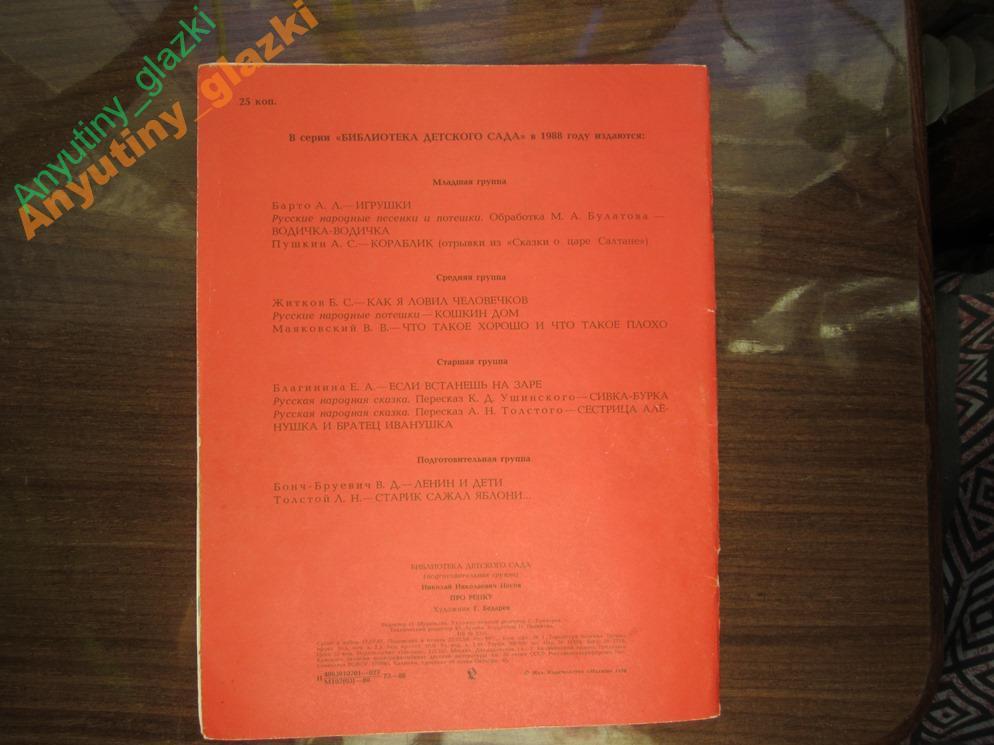 Anyutiny_glazki
Anyutiny_glazki
25 коп.
В серии «БИБЛИОТЕКА ДЕТСКОГО САДА» в 1988 году издаются:
Младшая группа
Барто А. Л.—ИГРУШКИ
Русские народные песенки и потешки. Обработка М. А. Булатова —
ВОДИЧКА-ВОДИЧКА
Пушкин А. С.—КОРАБЛИК (отрывки из «Сказки о царе Салтане»)
Средняя группа
Житков Б. С.—КАК Я ЛОВИЛ ЧЕЛОВЕЧКОВ
Русские народные потешки—КОШКИН ДОМ
Маяковский В. В.—ЧТО ТАКОЕ ХОРОШО И ЧТО ТАКОЕ ПЛОХО
Старшая группа
Благинина Е. А.—ЕСЛИ ВСТАНЕШЬ НА ЗАРЕ
Русская народная сказка. Пересказ К. Д. Ушинского—СИВКА-БУРКА
Русская народная сказка. Пересказ А. Н. Толстого—СЕСТРИЦА АЛЁ-
НУШКА И БРАТЕЦ ИВАНУШКА
Подготовительная группа
Бонч-Бруевич В. Д.—ЛЕНИН И ДЕТИ
Толстой Л. Н.—СТАРИК САЖАЛ ЯБЛОНИ...
БИБЛИОТЕКА ДЕТСКОГО САДА
(подготовительная группа)
Николай Николаевич Носов
ПРО РЕПКУ
Художник Г. Бедарев